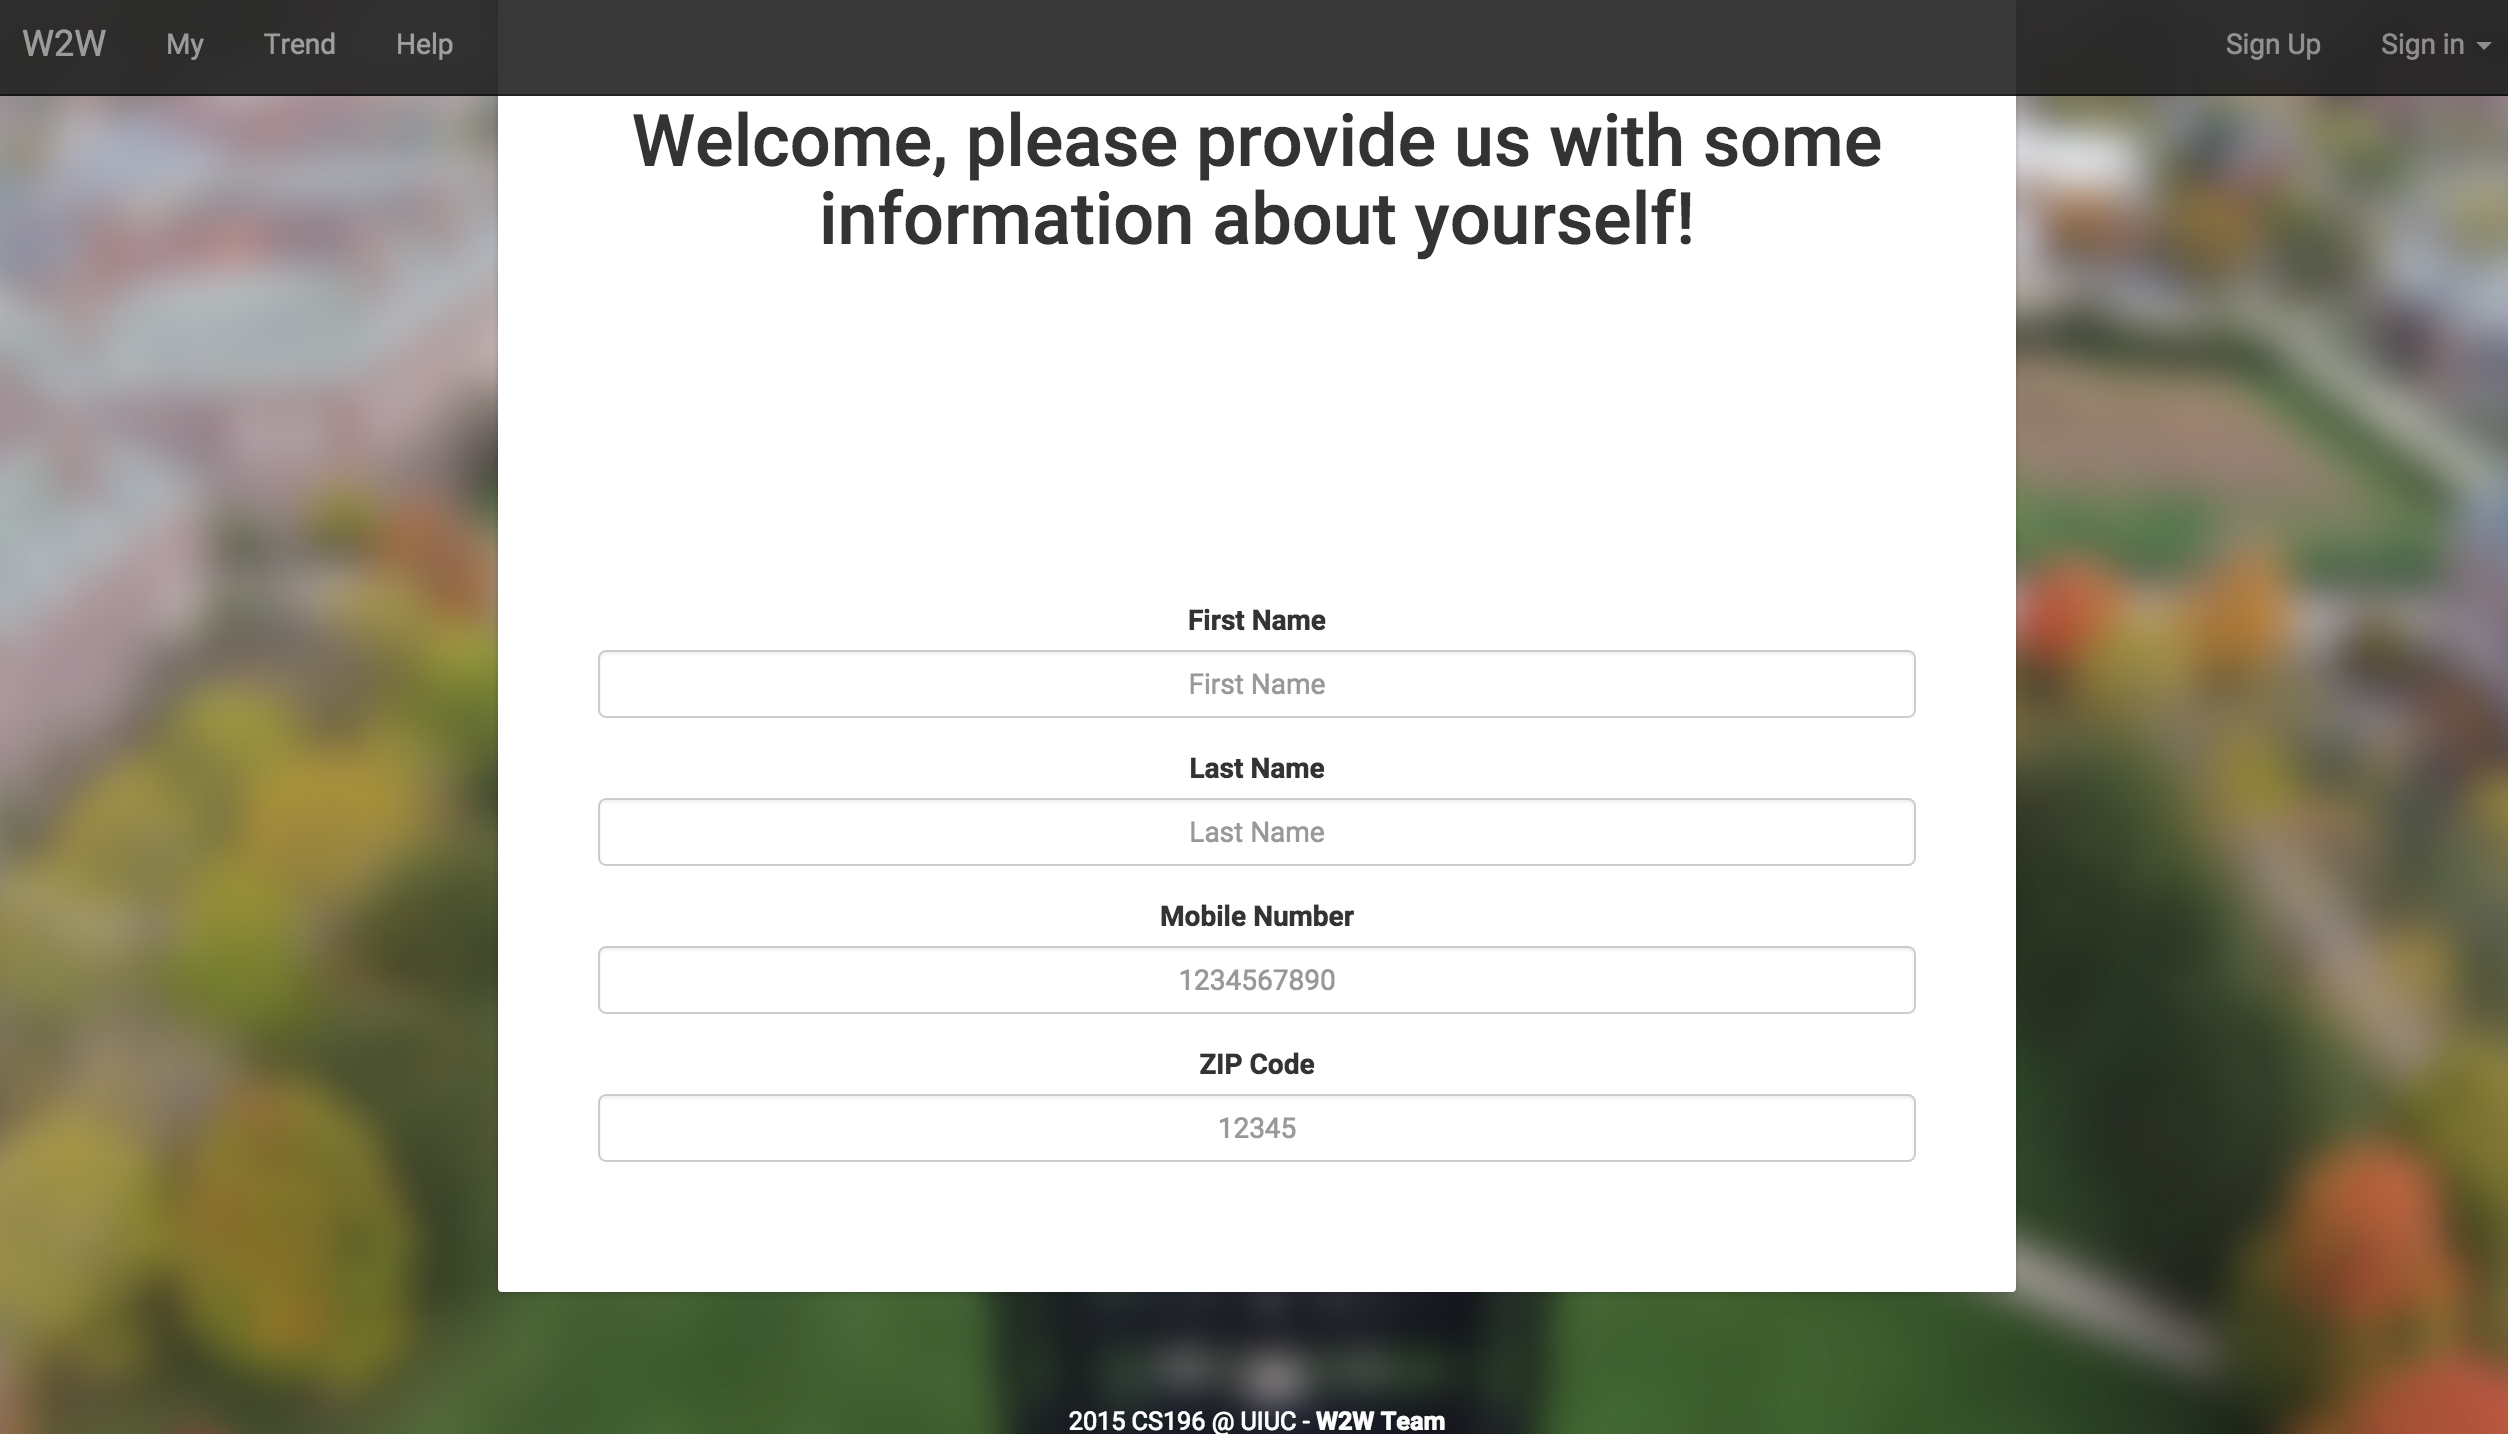 W2W My Trend Help Sign Up Sign in
Welcome, please provide us with some
information about yourself!
First Name
First Name
Last Name
Last Name
Mobile Number
1234567890
ZIP Code
12345
2015 CS196 @ UIUC - W2W Team